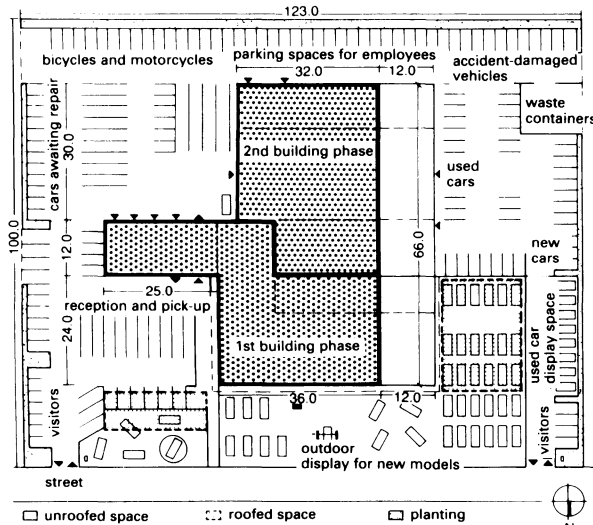 123.0
bicycles and motorcycles
parking spaces for employees
32.0
12.0
accident-damaged
vehicles
waste
containers
cars awaiting repair
30.0
2nd building phase
used
cars
100.0
12.0
66.0
new
cars
25.0
reception and pick-up
24.0
1st building phase
used car
display space
36.0
12.0
visitors
outdoor
display for new models
visitors
street
unroofed space
roofed space
planting